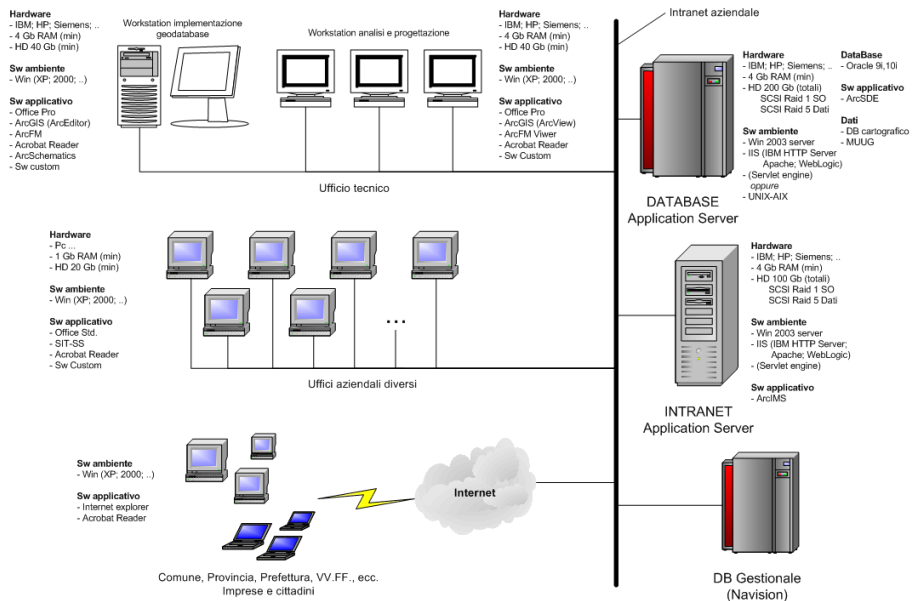 Hardware
- IBM; HP; Siemens; ..
- 4 Gb RAM (min)
- HD 40 Gb (min)
Sw ambiente
- Win (XP; 2000; ..)
Sw applicativo
- Office Pro
- ArcGIS (ArcEditor)
- ArcFM
- Acrobat Reader
- ArcSchematics
- Sw custom
Workstation implementazione
geodatabase
Workstation analisi e progettazione
Hardware
- IBM; HP; Siemens; ..
- 4 Gb RAM (min)
- HD 40 Gb (min)
Sw ambiente
- Win (XP; 2000; ..)
Sw applicativo
- Office Pro
- ArcGIS (ArcView)
- ArcFM Viwer
- Acrobat Reader
- Sw Custom
Ufficio tecnico
Intranet aziendale
Hardware
- IBM; HP; Siemens; ..
- 4 Gb RAM (min)
- HD 200 Gb (totali)
SCSI Raid 1 SO
SCSI Raid 5 Dati
Sw ambiente
- Win 2003 server
- IIS (IBM HTTP Server
Apache; WebLogic)
- (Servlet engine)
oppure
- UNIX-AIX
DataBase
- Oracle 9i,10i
Sw applicativo
- ArcSDE
Dati
- DB cartografico
- MUUG
DATABASE
Application Server
Hardware
- Pc ...
- 1 Gb RAM (min)
- HD 20 Gb (min)
Sw ambiente
- Win (XP; 2000; ..)
Sw applicativo
- Office Std.
- SIT-SS
- Acrobat Reader
- Sw Custom
...
Uffici aziendali diversi
Hardware
- IBM; HP; Siemens; ..
- 4 Gb RAM (min)
- HD 100 Gb (totali)
SCSI Raid 1 SO
SCSI Raid 5 Dati
Sw ambiente
- Win 2003 server
- IIS (IBM HTTP Server;
Apache; WebLogic)
- (Servlet engine)
Sw applicativo
- ArcIMS
INTRANET
Application Server
Sw ambiente
- Win (XP; 2000; ..)
Sw applicativo
- Internet explorer
- Acrobat Reader
Internet
Comune, Provincia, Prefettura, VV.FF., ecc.
Imprese e cittadini
DB Gestionale
(Navision)